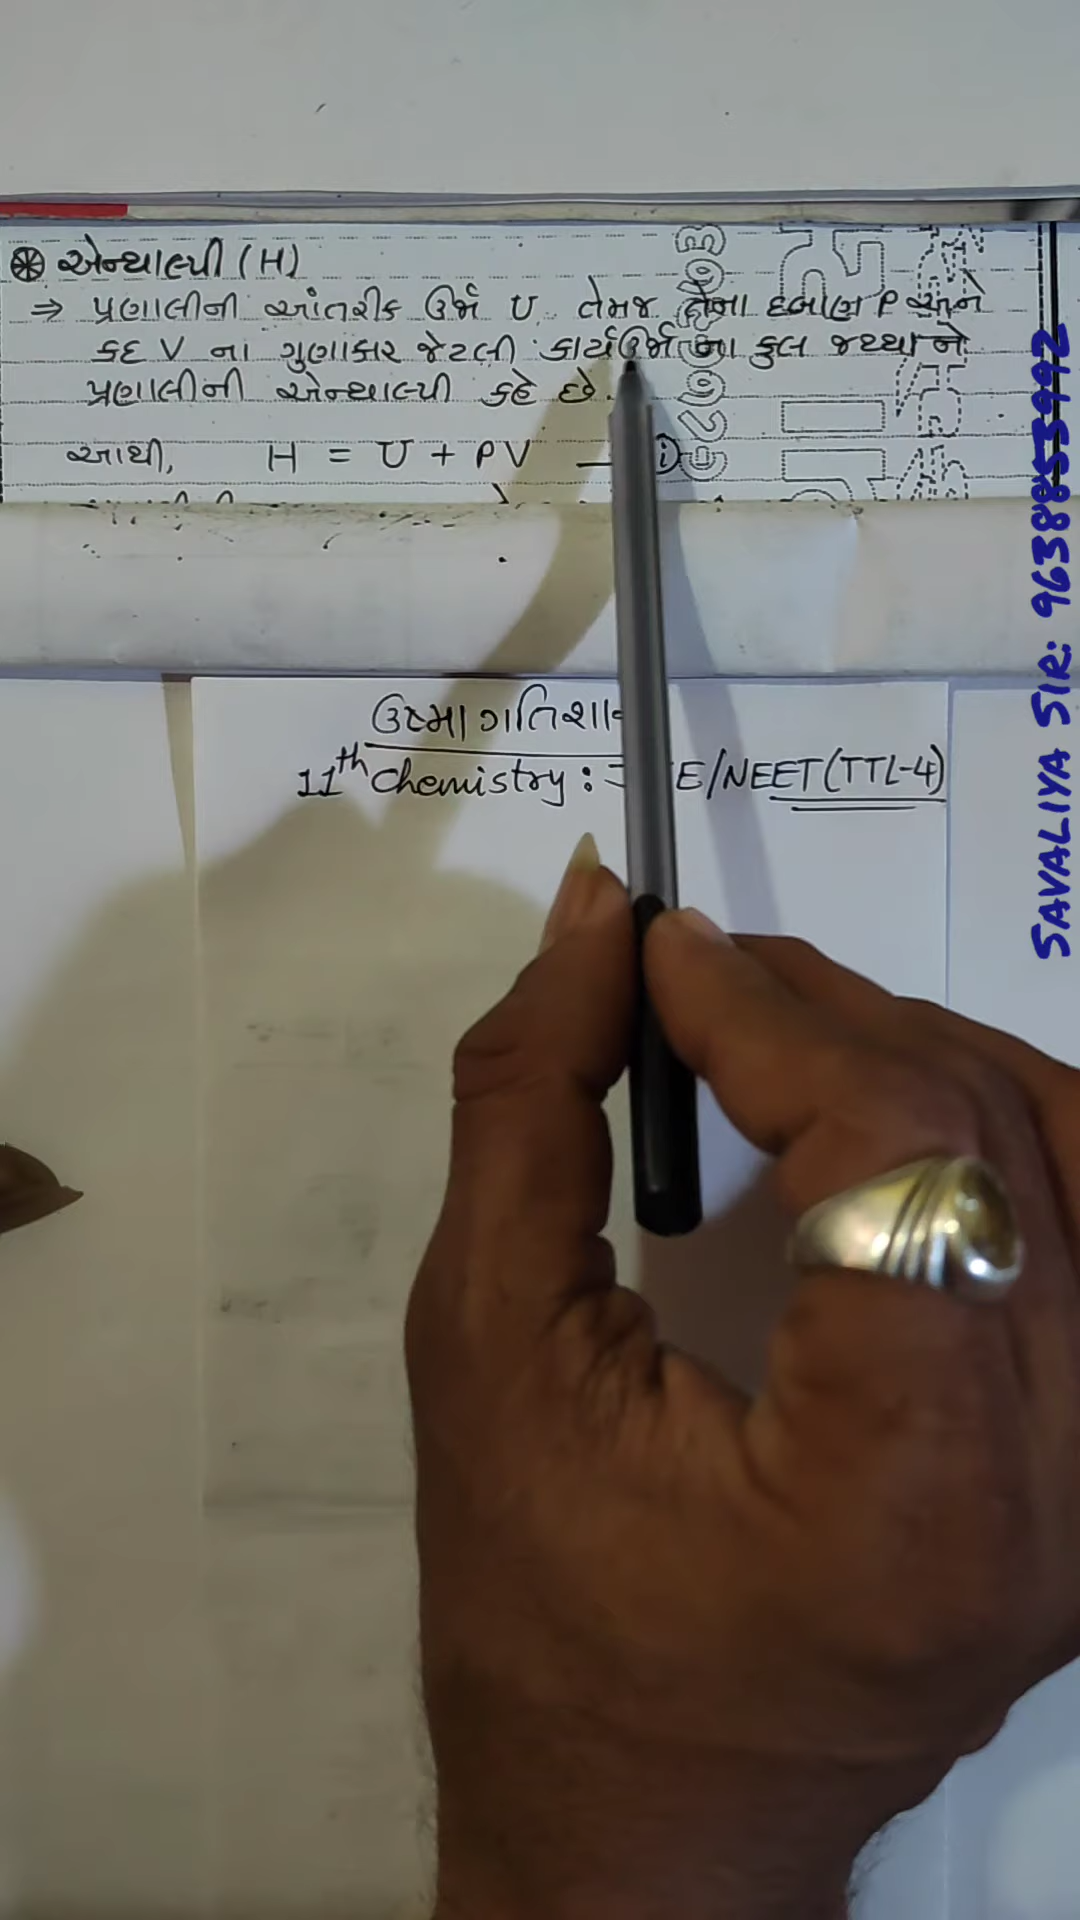 એન્થાલ્પી (H)
⇒ પ્રણાલીની આંતરીક ઉર્જા U તેમજ તેના દબાણ P અને
કદ V ના ગુણાકાર જેટલી કાર્યઉર્જા ના કુલ જથ્થા ને
પ્રણાલીની એન્થાલ્પી કહે છે.
આથી, H = U + PV — i
ઉષ્મા ગતિશા
11th Chemistry : E/NEET (TTL-4)
SAVALIYA SIR: 9638853992